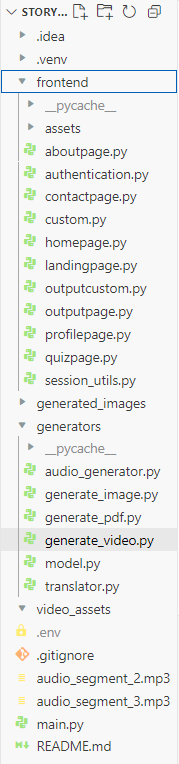 STORY...
.idea
.venv
frontend
__pycache__
assets
aboutpage.py
authentication.py
contactpage.py
custom.py
homepage.py
landingpage.py
outputcustom.py
outputpage.py
profilepage.py
quizpage.py
session_utils.py
generated_images
generators
__pycache__
audio_generator.py
generate_image.py
generate_pdf.py
generate_video.py
model.py
translator.py
video_assets
.env
.gitignore
audio_segment_2.mp3
audio_segment_3.mp3
main.py
README.md